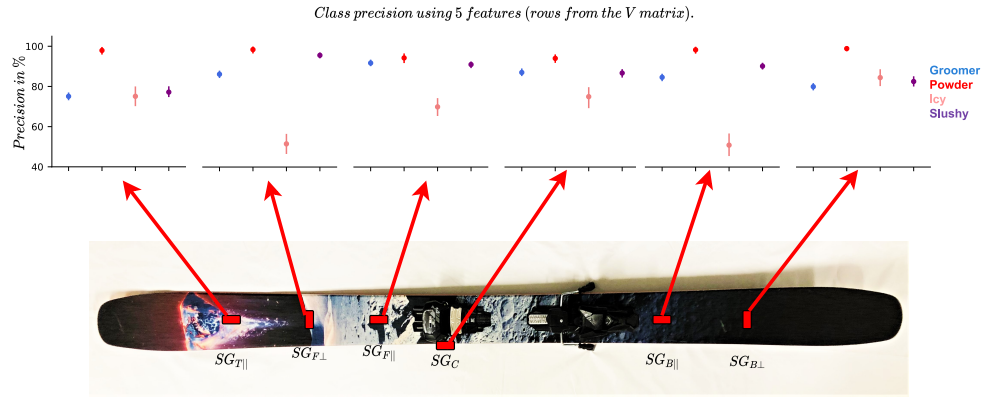 Class precision using 5 features (rows from the V matrix).
Precision in %
100
80
60
40
Groomer
Powder
Icy
Slushy
SG_{T||}
SG_{F⊥}
SG_{F||}
SG_C
SG_{B||}
SG_{B⊥}